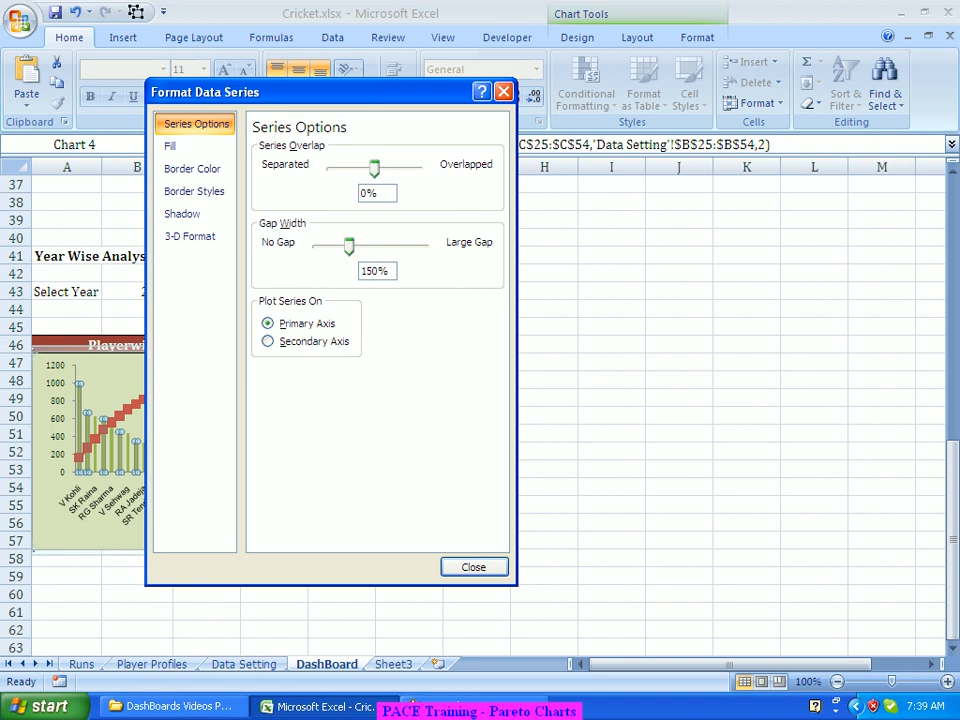 Cricket.xlsx - Microsoft Excel
Chart Tools
Home
Insert
Page Layout
Formulas
Data
Review
View
Developer
Design
Layout
Format
Paste
Clipboard
11
A A
B I U
General
.00
Conditional Formatting
Format as Table
Cell Styles
Styles
Insert
Delete
Format
Cells
Σ
Sort & Filter
Find & Select
Editing
Chart 4
C$25:$C$54,'Data Setting'!$B$25:$B$54,2)
A B H I J K L M
37
38
39
40
41 Year Wise Analys
42
43 Select Year 2
44
45
46 Playerwi
47
48
49
50
51
52
53
54
55
56
57
58
59
60
61
62
63
1200
1000
800
600
400
200
0
V Kohli
SK Raina
RG Sharma
V Sehwag
RA Jadeja
SR Ten
Format Data Series
Series Options
Fill
Border Color
Border Styles
Shadow
3-D Format
Series Options
Series Overlap
Separated
Overlapped
0%
Gap Width
No Gap
Large Gap
150%
Plot Series On
Primary Axis
Secondary Axis
Close
Runs
Player Profiles
Data Setting
DashBoard
Sheet3
Ready
100%
start
DashBoards Videos P...
Microsoft Excel - Cric...
PACE Training - Pareto Charts
7:39 AM